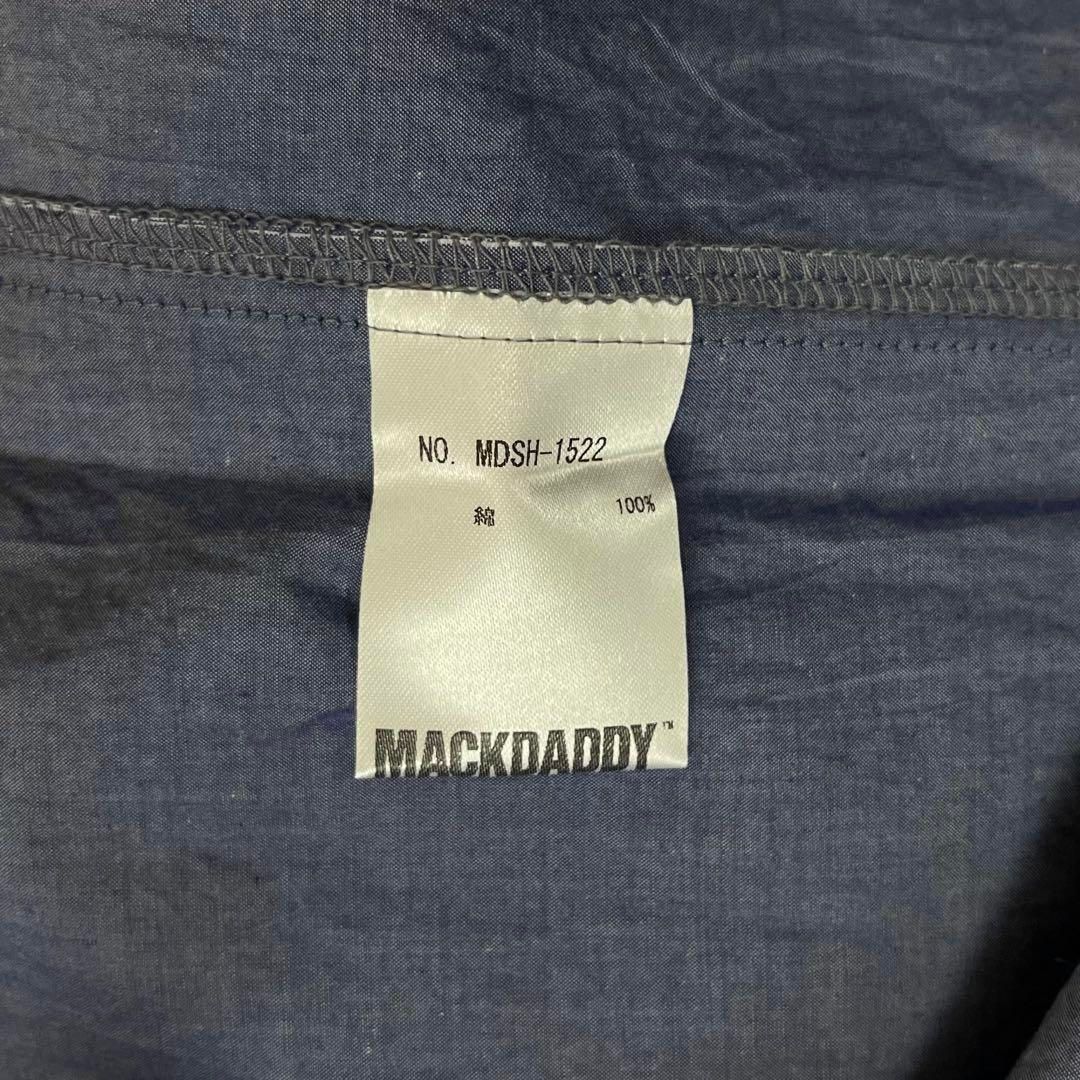 NO. MDSH-1522
綿 100%
MACKDADDY™